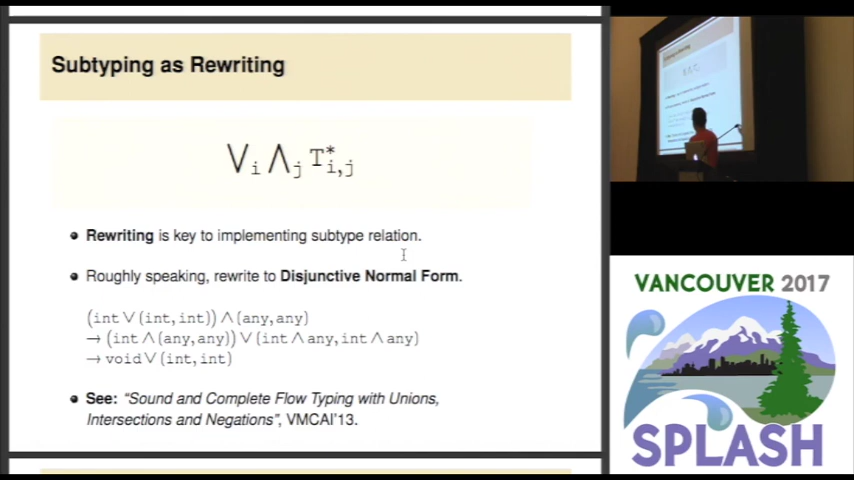 Subtyping as Rewriting
⋁i ⋀j T*i,j
Rewriting is key to implementing subtype relation.
Roughly speaking, rewrite to Disjunctive Normal Form.
(int ∨ (int, int)) ∧ (any, any)
→ (int ∧ (any, any)) ∨ (int ∧ any, int ∧ any)
→ void ∨ (int, int)
See: "Sound and Complete Flow Typing with Unions,
Intersections and Negations", VMCAI'13.
VANCOUVER 2017
SPLASH